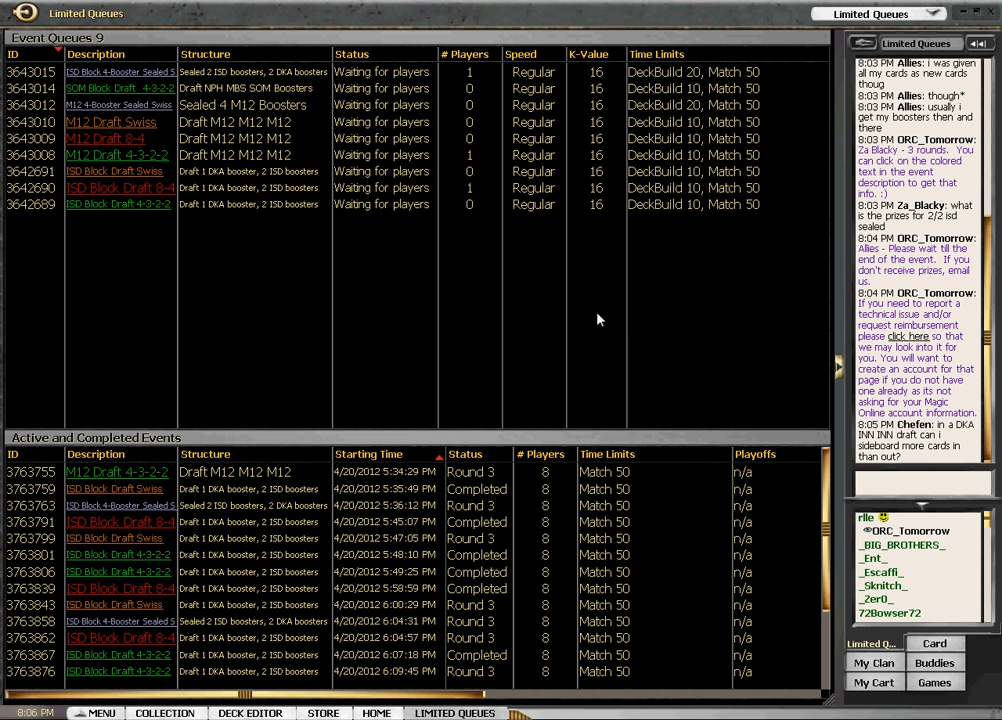 Limited Queues
Limited Queues
Event Queues 9
ID Description Structure Status # Players Speed K-Value Time Limits
3643015 ISD Block 4-Booster Sealed S Sealed 2 ISD boosters, 2 DKA boosters Waiting for players 1 Regular 16 DeckBuild 20, Match 50
3643014 SOM Block Draft 4-3-2-2 Draft NPH MBS SOM Boosters Waiting for players 0 Regular 16 DeckBuild 10, Match 50
3643012 M12 4-Booster Sealed Swiss Sealed 4 M12 Boosters Waiting for players 0 Regular 16 DeckBuild 20, Match 50
3643010 M12 Draft Swiss Draft M12 M12 M12 Waiting for players 0 Regular 16 DeckBuild 10, Match 50
3643009 M12 Draft 8-4 Draft M12 M12 M12 Waiting for players 0 Regular 16 DeckBuild 10, Match 50
3643008 M12 Draft 4-3-2-2 Draft M12 M12 M12 Waiting for players 1 Regular 16 DeckBuild 10, Match 50
3642691 ISD Block Draft Swiss Draft 1 DKA booster, 2 ISD boosters Waiting for players 0 Regular 16 DeckBuild 10, Match 50
3642690 ISD Block Draft 8-4 Draft 1 DKA booster, 2 ISD boosters Waiting for players 1 Regular 16 DeckBuild 10, Match 50
3642689 ISD Block Draft 4-3-2-2 Draft 1 DKA booster, 2 ISD boosters Waiting for players 0 Regular 16 DeckBuild 10, Match 50
Active and Completed Events
ID Description Structure Starting Time Status # Players Time Limits Playoffs
3763755 M12 Draft 4-3-2-2 Draft M12 M12 M12 4/20/2012 5:34:29 PM Round 3 8 Match 50 n/a
3763759 ISD Block Draft Swiss Draft 1 DKA booster, 2 ISD boosters 4/20/2012 5:35:49 PM Completed 8 Match 50 n/a
3763763 ISD Block 4-Booster Sealed S Sealed 2 ISD boosters, 2 DKA boosters 4/20/2012 5:36:12 PM Round 3 8 Match 50 n/a
3763791 ISD Block Draft 8-4 Draft 1 DKA booster, 2 ISD boosters 4/20/2012 5:45:07 PM Completed 8 Match 50 n/a
3763799 ISD Block Draft Swiss Draft 1 DKA booster, 2 ISD boosters 4/20/2012 5:47:05 PM Round 3 8 Match 50 n/a
3763801 ISD Block Draft 4-3-2-2 Draft 1 DKA booster, 2 ISD boosters 4/20/2012 5:48:10 PM Completed 8 Match 50 n/a
3763806 ISD Block Draft 4-3-2-2 Draft 1 DKA booster, 2 ISD boosters 4/20/2012 5:49:25 PM Completed 8 Match 50 n/a
3763839 ISD Block Draft 8-4 Draft 1 DKA booster, 2 ISD boosters 4/20/2012 5:58:59 PM Completed 8 Match 50 n/a
3763843 ISD Block Draft Swiss Draft 1 DKA booster, 2 ISD boosters 4/20/2012 6:00:29 PM Round 3 8 Match 50 n/a
3763858 ISD Block 4-Booster Sealed S Sealed 2 ISD boosters, 2 DKA boosters 4/20/2012 6:04:31 PM Round 3 8 Match 50 n/a
3763862 ISD Block Draft 8-4 Draft 1 DKA booster, 2 ISD boosters 4/20/2012 6:04:57 PM Round 3 8 Match 50 n/a
3763867 ISD Block Draft 4-3-2-2 Draft 1 DKA booster, 2 ISD boosters 4/20/2012 6:07:18 PM Completed 8 Match 50 n/a
3763876 ISD Block Draft 4-3-2-2 Draft 1 DKA booster, 2 ISD boosters 4/20/2012 6:09:45 PM Round 3 8 Match 50 n/a
Limited Queues
8:03 PM Allies: i was given
all my cards as new cards
thoug
8:03 PM Allies: though*
8:03 PM Allies: usually i
get my boosters then and
there
8:03 PM ORC_Tomorrow:
Za Blacky - 3 rounds. You
can click on the colored
text in the event
description to get that
info. :)
8:03 PM Za_Blacky: what
is the prizes for 2/2 isd
sealed
8:04 PM ORC_Tomorrow:
Allies - Please wait till the
end of the event. If you
don't receive prizes, email
us.
8:04 PM ORC_Tomorrow:
If you need to report a
technical issue and/or
request reimbursement
please click here so that
we may look into it for
you. You will want to
create an account for that
page if you do not have
one already as its not
asking for your Magic
Online account information.
8:05 PM Chefen: in a DKA
INN INN draft can i
sideboard more cards in
than out?
rlle
ORC_Tomorrow
_BIG_BROTHERS_
_Ent_
_Escaffi_
_Sknitch_
_Zer0_
72Bowser72
Limited Q... Card
My Clan Buddies
My Cart Games
8:06 PM MENU COLLECTION DECK EDITOR STORE HOME LIMITED QUEUES